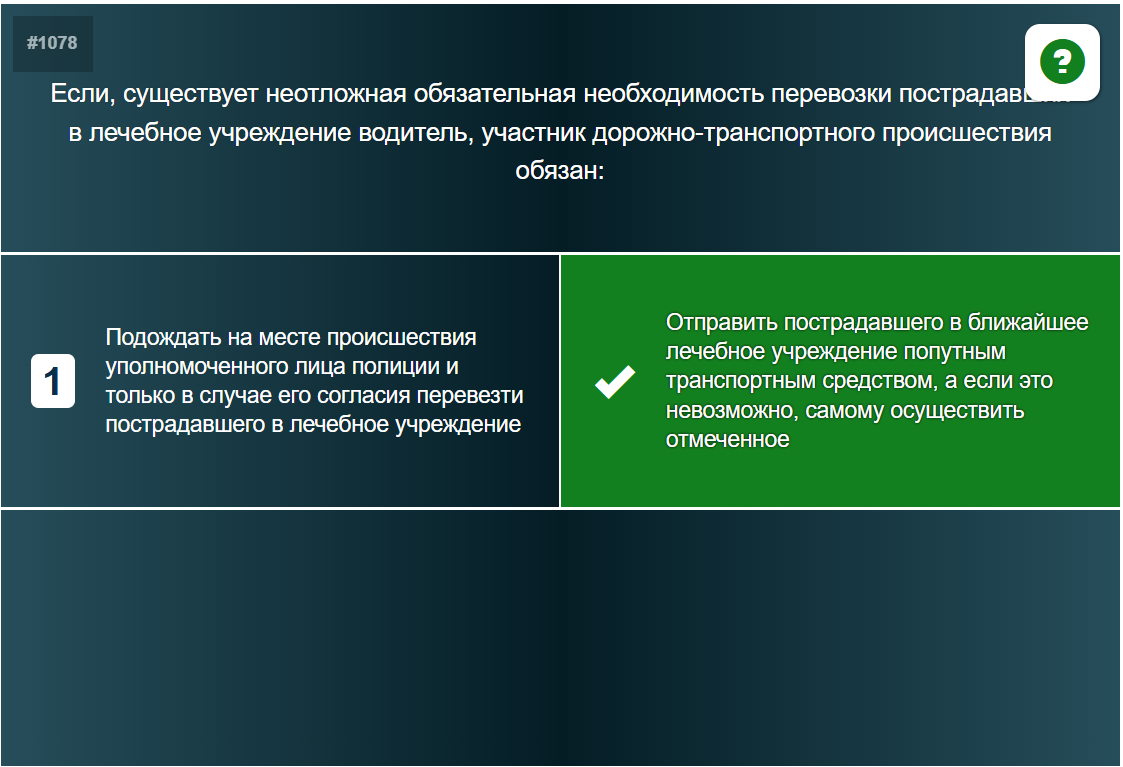 #1078
?
Если, существует неотложная обязательная необходимость перевозки
в лечебное учреждение водитель, участник дорожно-транспортного происшествия
обязан:
1
Подождать на месте происшествия
уполномоченного лица полиции и
только в случае его согласия перевезти
пострадавшего в лечебное учреждение
Отправить пострадавшего в ближайшее
лечебное учреждение попутным
транспортным средством, а если это
невозможно, самому осуществить
отмеченное